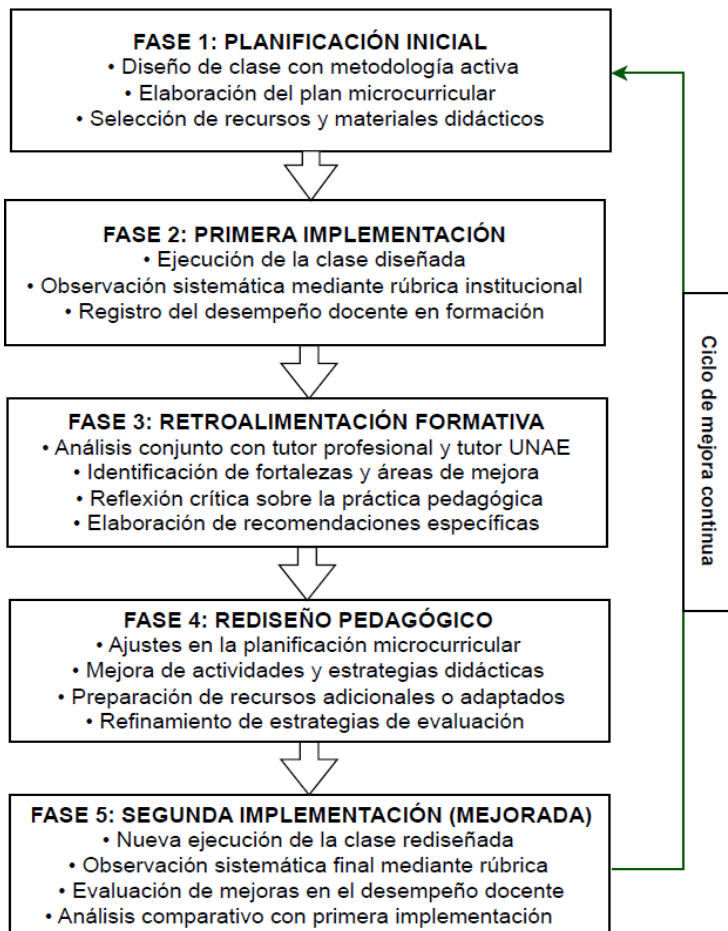 FASE 1: PLANIFICACIÓN INICIAL
• Diseño de clase con metodología activa
• Elaboración del plan microcurricular
• Selección de recursos y materiales didácticos
FASE 2: PRIMERA IMPLEMENTACIÓN
• Ejecución de la clase diseñada
• Observación sistemática mediante rúbrica institucional
• Registro del desempeño docente en formación
FASE 3: RETROALIMENTACIÓN FORMATIVA
• Análisis conjunto con tutor profesional y tutor UNAE
• Identificación de fortalezas y áreas de mejora
• Reflexión crítica sobre la práctica pedagógica
• Elaboración de recomendaciones específicas
FASE 4: REDISEÑO PEDAGÓGICO
• Ajustes en la planificación microcurricular
• Mejora de actividades y estrategias didácticas
• Preparación de recursos adicionales o adaptados
• Refinamiento de estrategias de evaluación
FASE 5: SEGUNDA IMPLEMENTACIÓN (MEJORADA)
• Nueva ejecución de la clase rediseñada
• Observación sistemática final mediante rúbrica
• Evaluación de mejoras en el desempeño docente
• Análisis comparativo con primera implementación
Ciclo de mejora continua